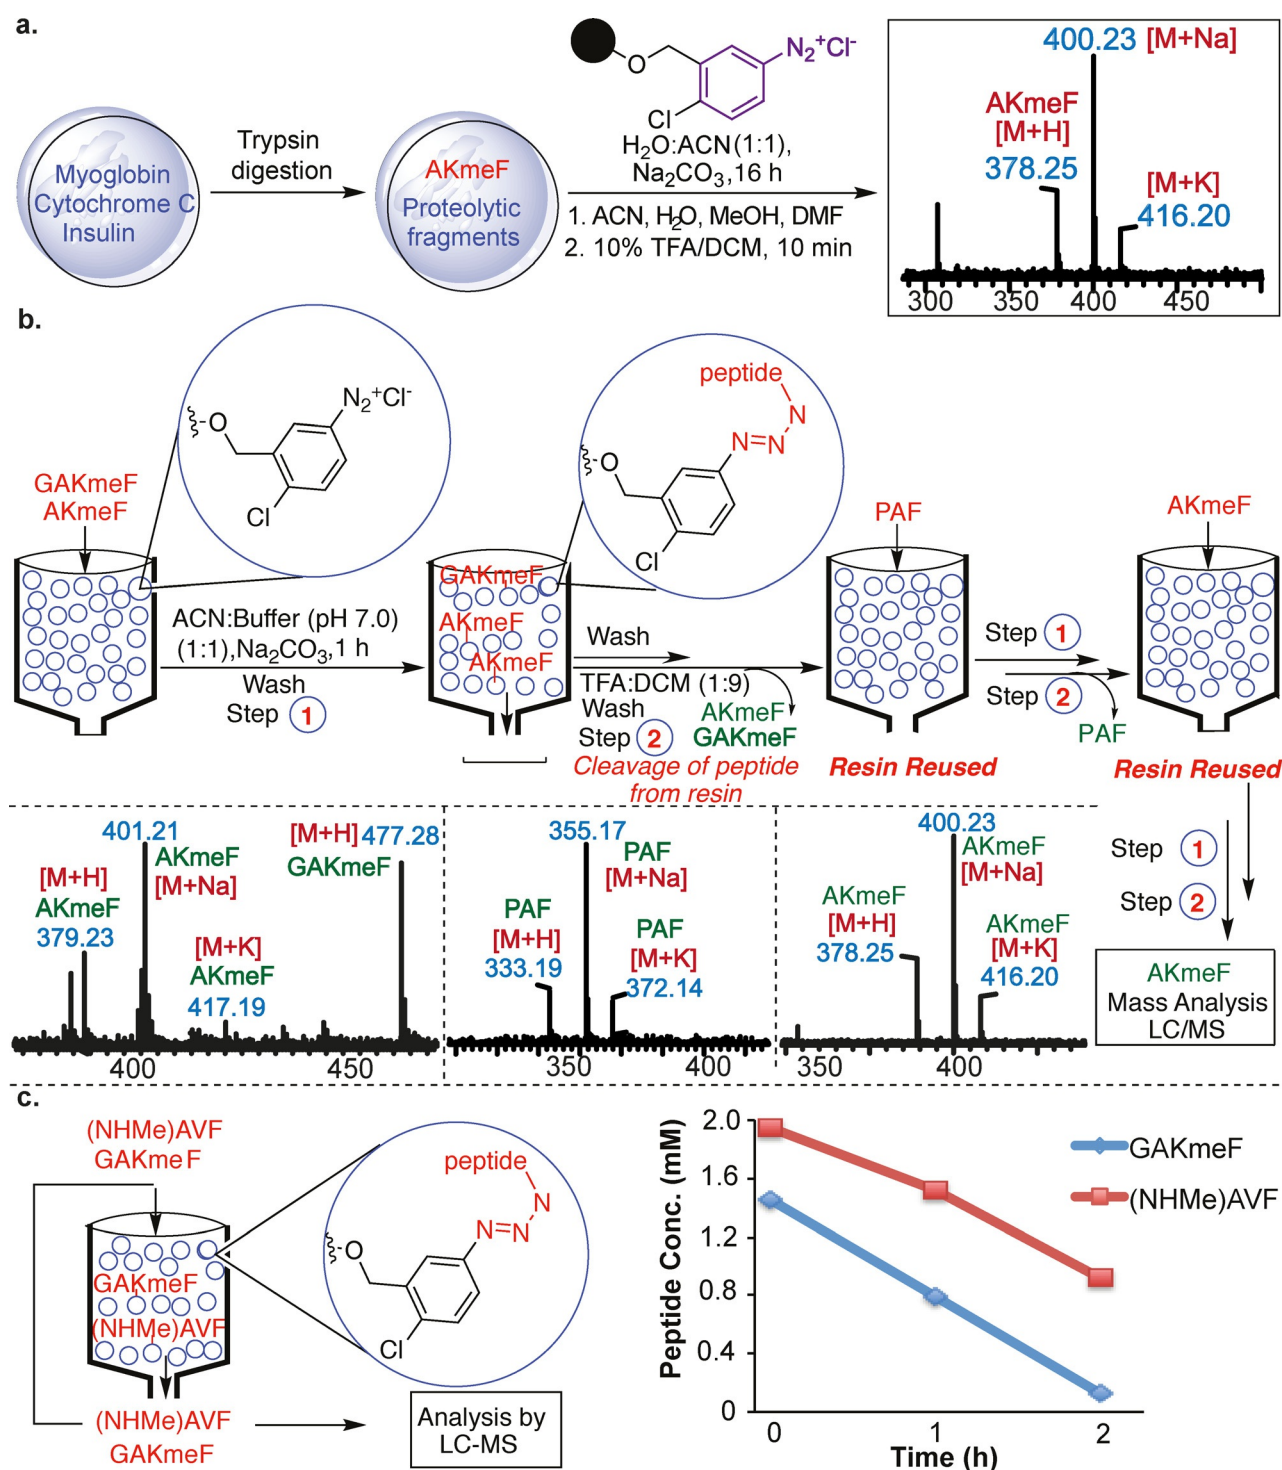 a.
Myoglobin
Cytochrome C
Insulin
Trypsin
digestion
AKmeF
Proteolytic
fragments
O
Cl
N2+Cl-
H2O:ACN (1:1),
Na2CO3,16 h
1. ACN, H2O, MeOH, DMF
2. 10% TFA/DCM, 10 min
400.23 [M+Na]
AKmeF
[M+H]
378.25
[M+K]
416.20
300 350 400 450
b.
GAKmeF
AKmeF
O
Cl
N2+Cl-
ACN:Buffer (pH 7.0)
(1:1),Na2CO3,1 h
Wash
Step 1
GAKmeF
AKmeF
AKmeF
peptide
N
N=N
O
Cl
Wash
TFA:DCM (1:9)
Wash
Step 2
AKmeF
GAKmeF
Cleavage of peptide
from resin
PAF
Resin Reused
Step 1
Step 2
PAF
AKmeF
Resin Reused
Step 1
Step 2
AKmeF
Mass Analysis
LC/MS
401.21
AKmeF
[M+Na]
[M+H]
AKmeF
379.23
[M+K]
AKmeF
417.19
[M+H] 477.28
GAKmeF
400 450
355.17
PAF
[M+Na]
PAF
[M+H]
333.19
PAF
[M+K]
372.14
350 400
400.23
AKmeF
[M+Na]
AKmeF
[M+H]
378.25
AKmeF
[M+K]
416.20
350 400
c.
(NHMe)AVF
GAKmeF
GAKmeF
(NHMe)AVF
(NHMe)AVF
GAKmeF
peptide
N
N=N
O
Cl
Analysis by
LC-MS
Peptide Conc. (mM)
2.0
1.6
1.2
0.8
0.4
0
0 1 2
Time (h)
GAKmeF
(NHMe)AVF